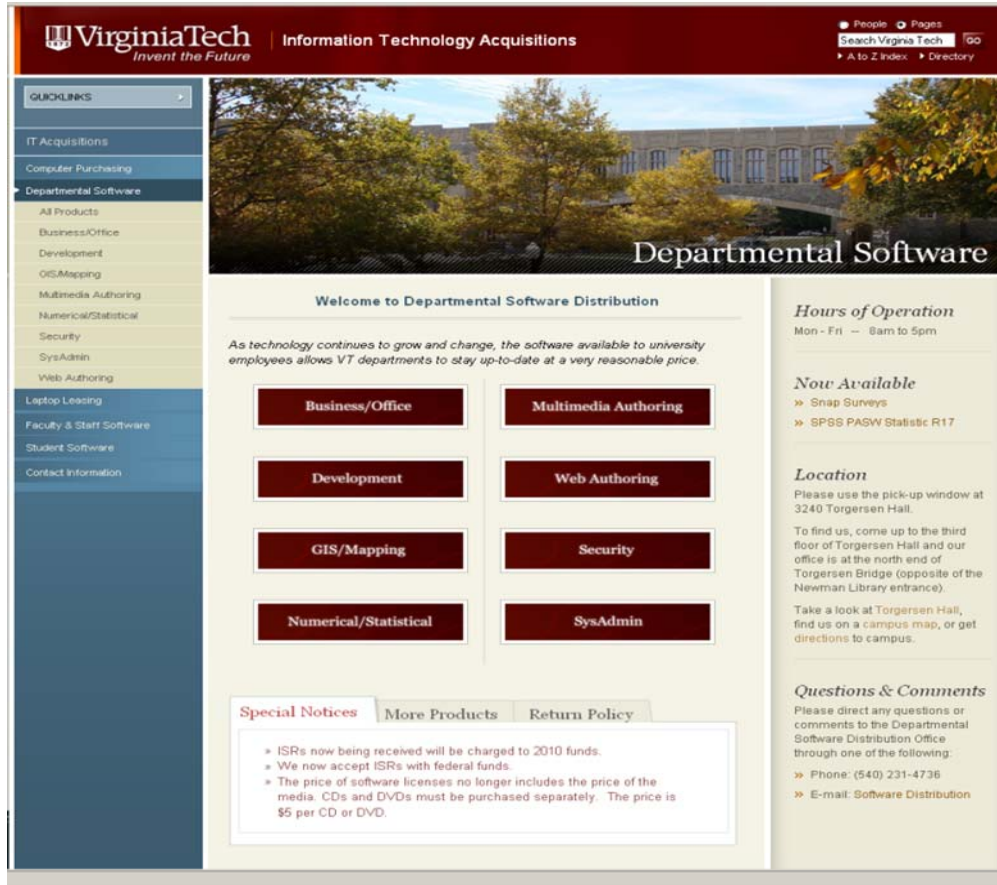 VirginiaTech
1872
Invent the Future
Information Technology Acquisitions
People Pages
Search Virginia Tech GO
A to Z Index Directory
QUICKLINKS
IT Acquisitions
Computer Purchasing
Departmental Software
All Products
Business/Office
Development
GIS/Mapping
Multimedia Authoring
Numerical/Statistical
Security
SysAdmin
Web Authoring
Laptop Leasing
Faculty & Staff Software
Student Software
Contact Information
Departmental Software
Welcome to Departmental Software Distribution
As technology continues to grow and change, the software available to university
employees allows VT departments to stay up-to-date at a very reasonable price.
Business/Office
Multimedia Authoring
Development
Web Authoring
GIS/Mapping
Security
Numerical/Statistical
SysAdmin
Special Notices
More Products
Return Policy
» ISRs now being received will be charged to 2010 funds.
» We now accept ISRs with federal funds.
» The price of software licenses no longer includes the price of the
media. CDs and DVDs must be purchased separately. The price is
$5 per CD or DVD.
Hours of Operation
Mon - Fri — 8am to 5pm
Now Available
» Snap Surveys
» SPSS PASW Statistic R17
Location
Please use the pick-up window at
3240 Torgersen Hall.
To find us, come up to the third
floor of Torgersen Hall and our
office is at the north end of
Torgersen Bridge (opposite of the
Newman Library entrance).
Take a look at Torgersen Hall,
find us on a campus map, or get
directions to campus.
Questions & Comments
Please direct any questions or
comments to the Departmental
Software Distribution Office
through one of the following:
» Phone: (540) 231-4736
» E-mail: Software Distribution